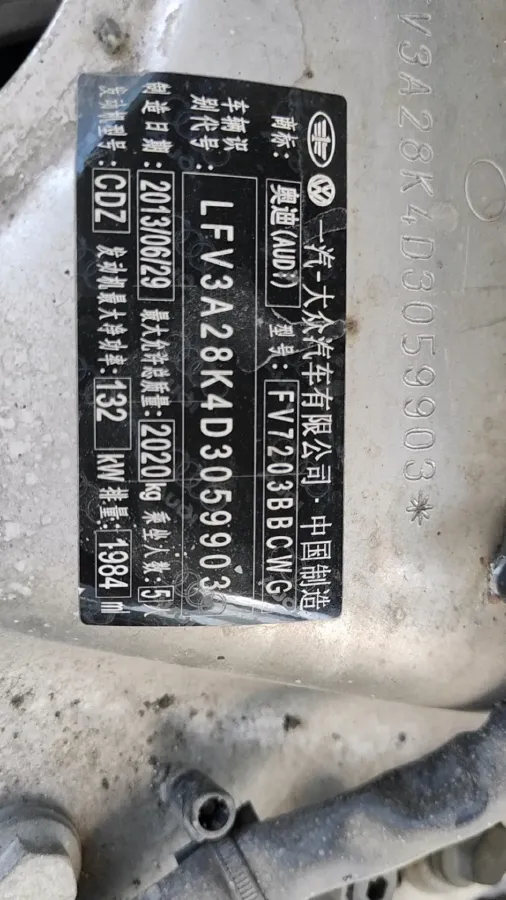 一汽-大众汽车有限公司·中国制造
商标: 奥迪(AUDI) 型号: FV7203BBCWG
车辆识别代号: LFV3A28K4D3059903
制造日期: 2013/06/29 最大允许总质量: 2020kg 乘坐人数: 5人
发动机型号: CDZ 发动机最大净功率: 132 kW 排量: 1984 m
V3A28K4D3059903*